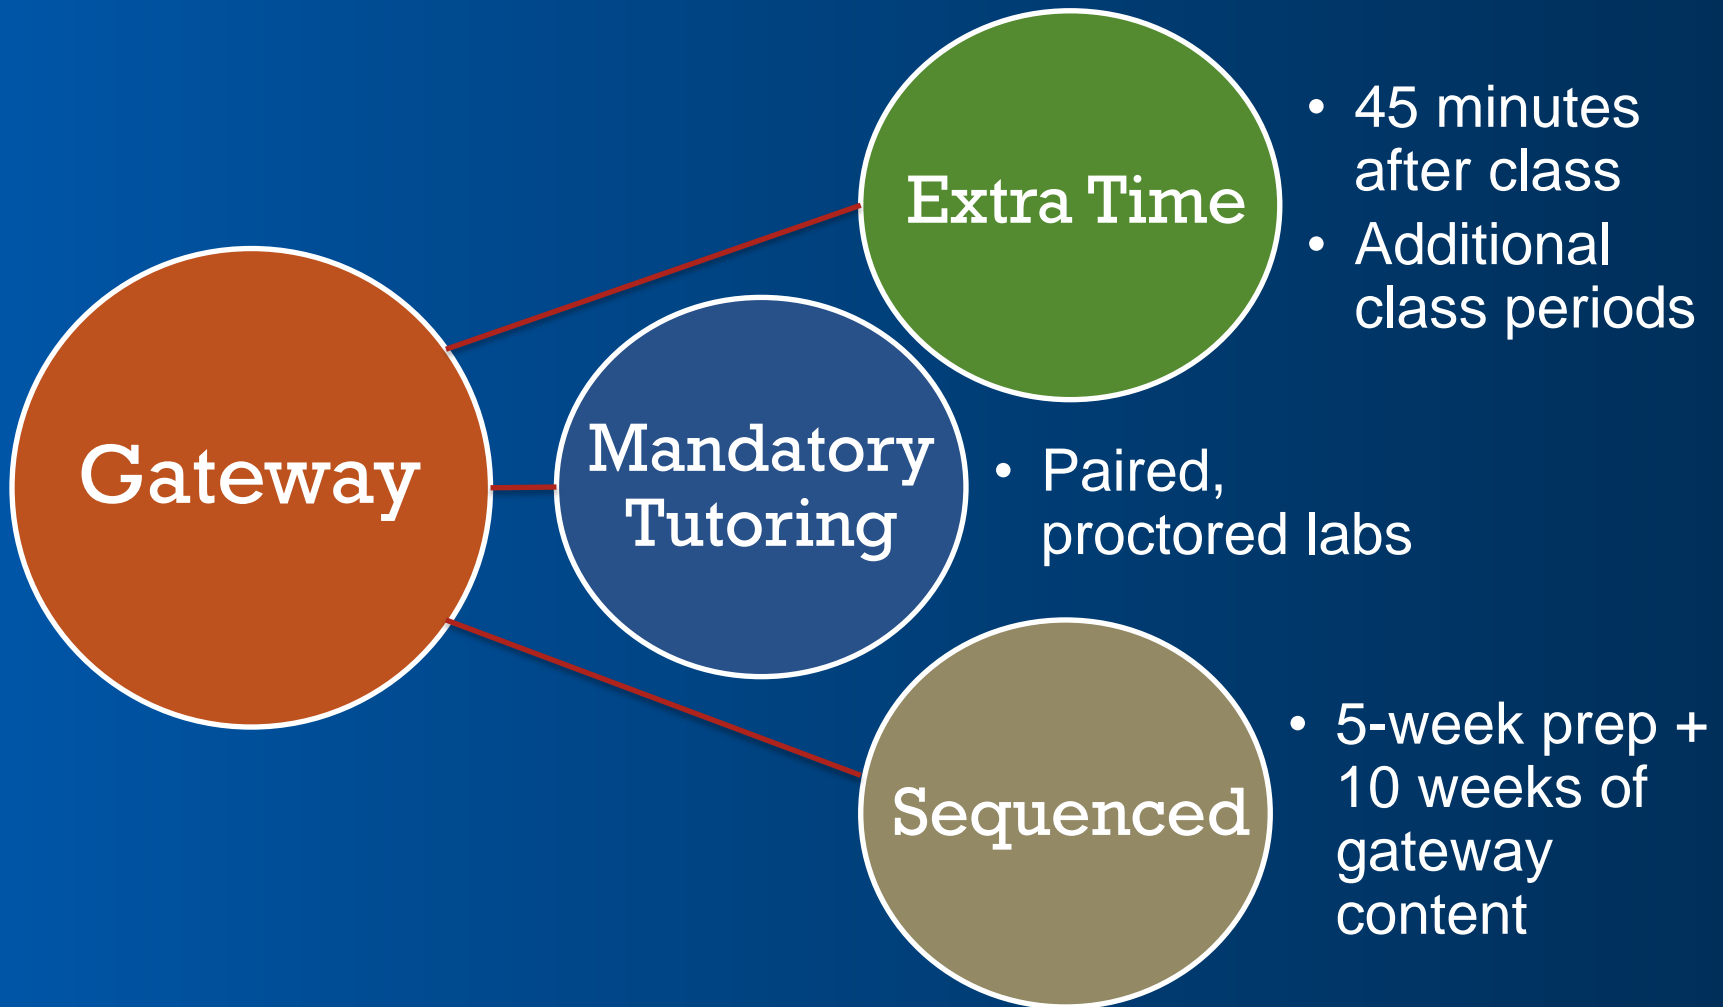 Gateway
Extra Time
• 45 minutes
after class
• Additional
class periods
Mandatory
Tutoring
• Paired,
proctored labs
Sequenced
• 5-week prep +
10 weeks of
gateway
content